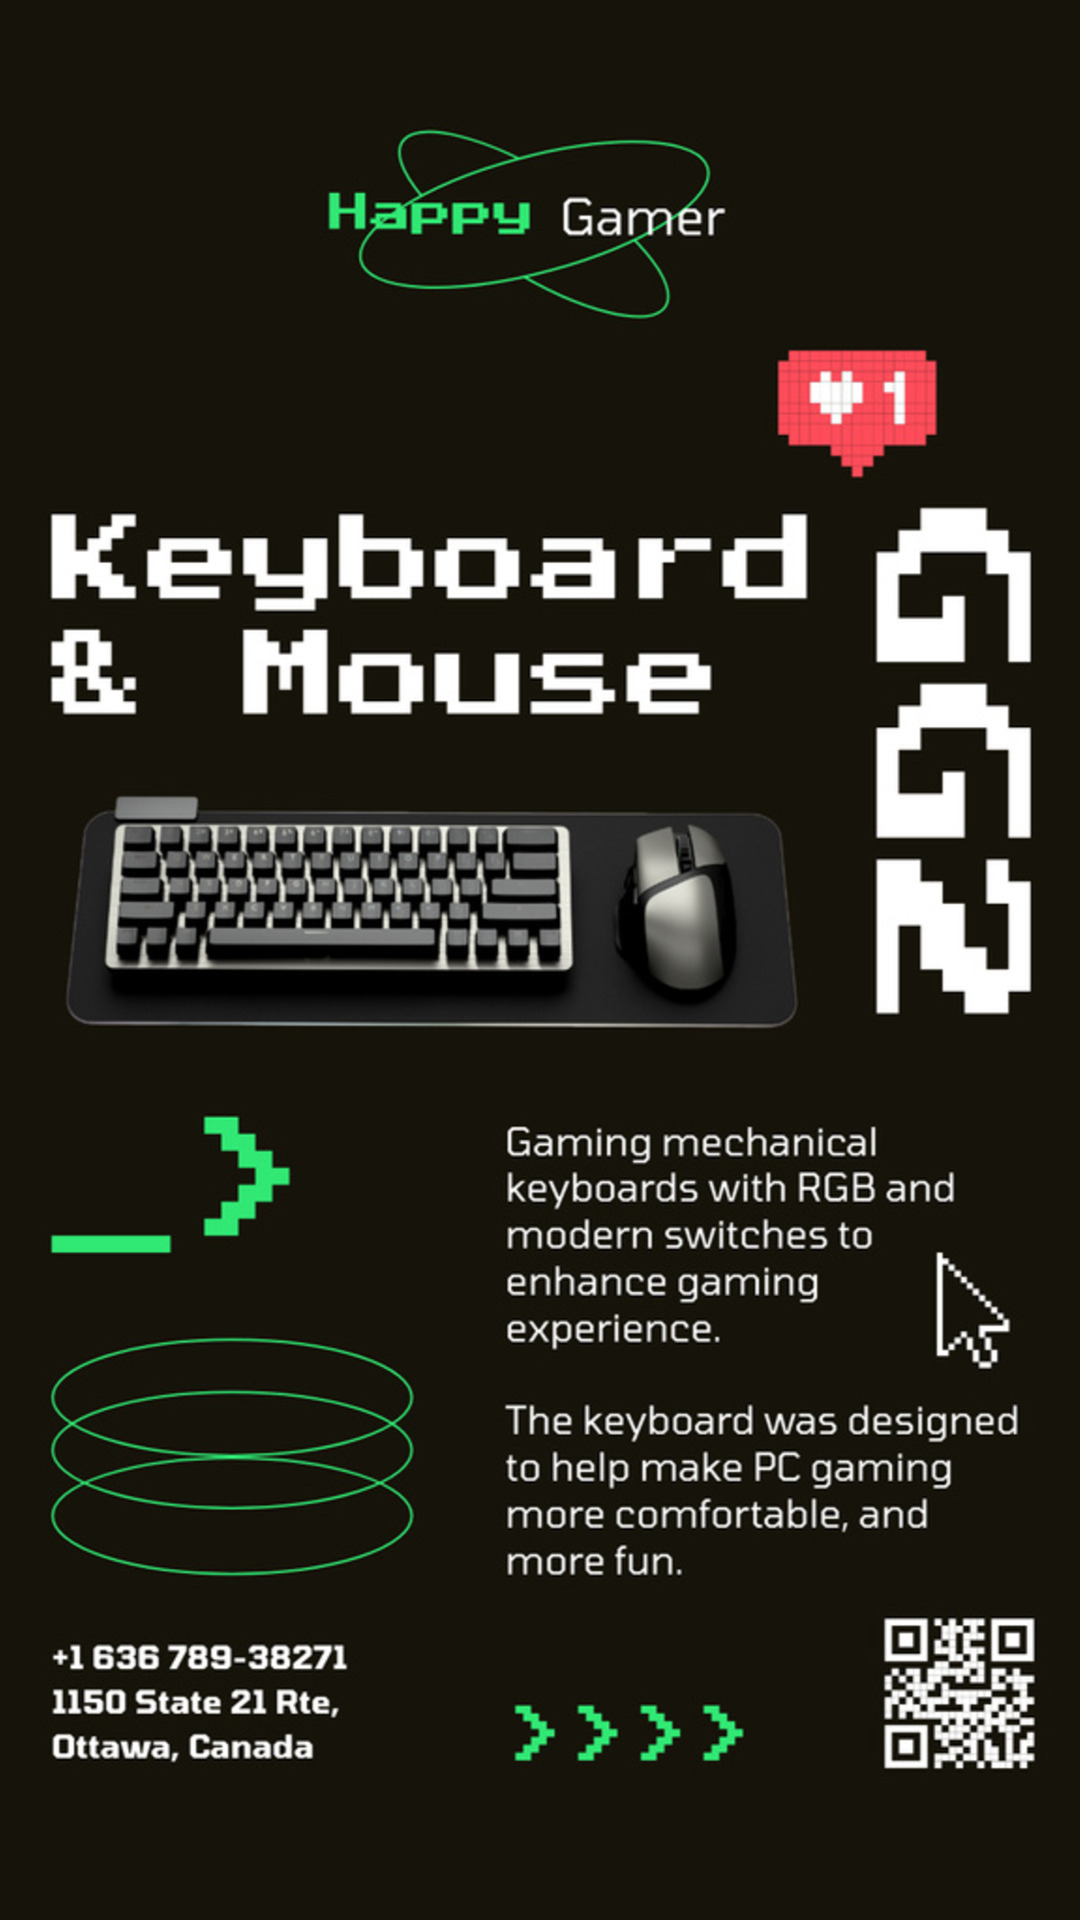 Happy Gamer
1
Keyboard
& Mouse
GG2
Gaming mechanical
keyboards with RGB and
modern switches to
enhance gaming
experience.
The keyboard was designed
to help make PC gaming
more comfortable, and
more fun.
+1 636 789-38271
1150 State 21 Rte,
Ottawa, Canada